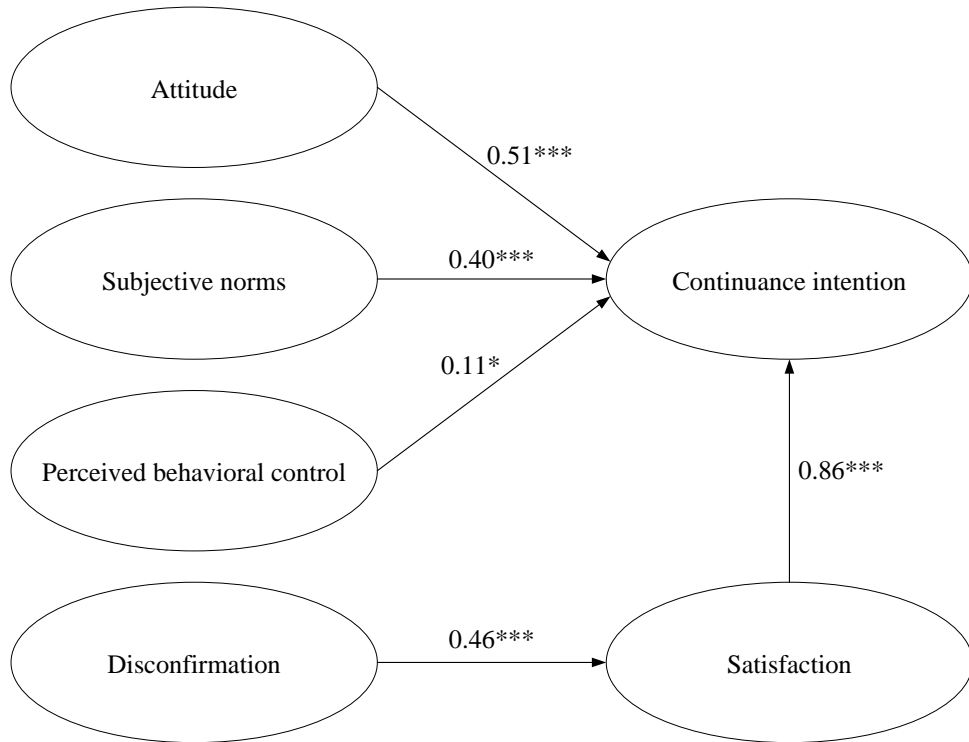 Attitude
0.51***
Subjective norms
0.40***
Continuance intention
0.11*
Perceived behavioral control
0.86***
Disconfirmation
0.46***
Satisfaction